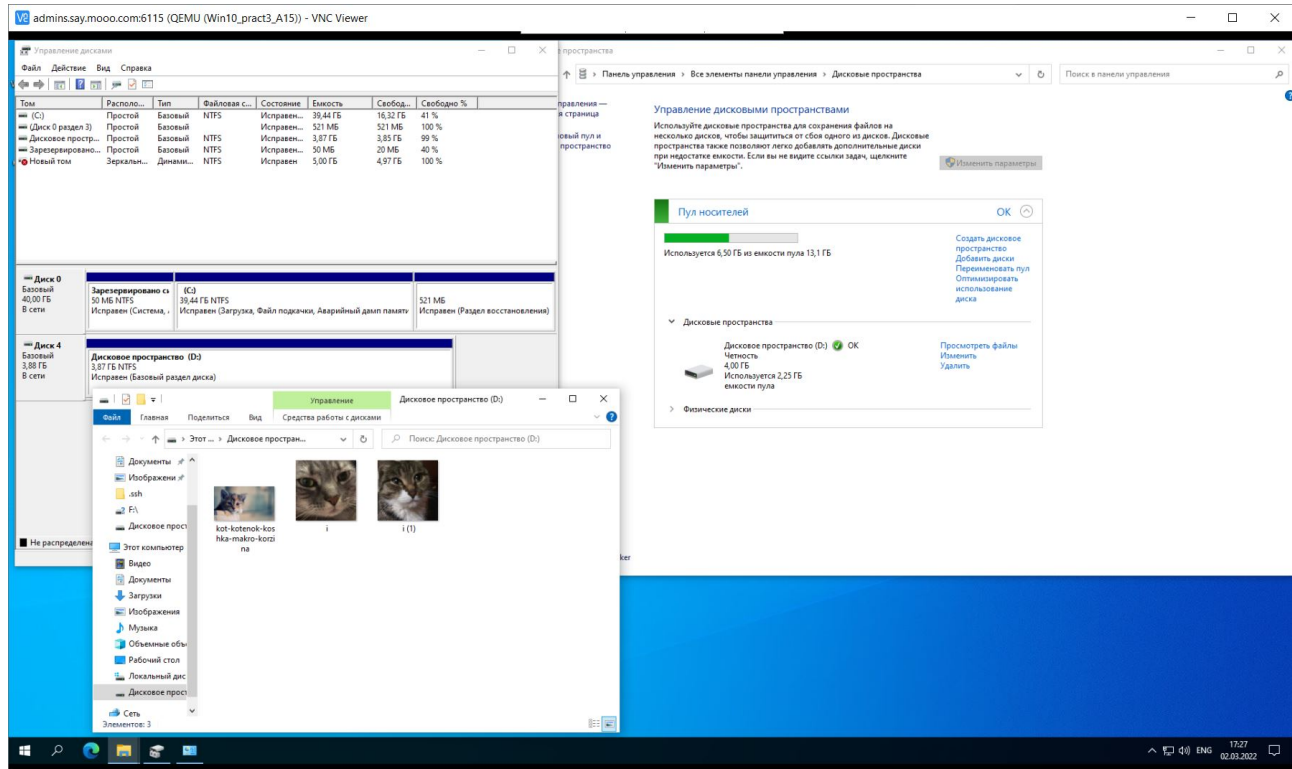 admins.say.mooo.com:6115 (QEMU (Win10_pract3_A15)) - VNC Viewer
Управление дисками
Файл Действие Вид Справка
Том Располо... Тип Файловая с... Состояние Емкость Свобод... Свободно %
(C:) Простой Базовый NTFS Исправен... 39,44 ГБ 16,32 ГБ 41 %
(Диск 0 раздел 3) Простой Базовый Исправен... 521 МБ 521 МБ 100 %
Дисковое простр... Простой Базовый NTFS Исправен... 3,87 ГБ 3,85 ГБ 99 %
Зарезервировано... Простой Базовый NTFS Исправен... 50 МБ 20 МБ 40 %
Новый том Зеркальн... Динами... NTFS Исправен 5,00 ГБ 4,97 ГБ 100 %
Диск 0
Базовый
40,00 ГБ
В сети
Зарезервировано
50 МБ NTFS
Исправен (Система,
(C:)
39,44 ГБ NTFS
Исправен (Загрузка, Файл подкачки, Аварийный дамп памяти
521 МБ
Исправен (Раздел восстановления)
Диск 4
Базовый
3,88 ГБ
В сети
Дисковое пространство (D:)
3,87 ГБ NTFS
Исправен (Базовый раздел диска)
Не распределена
пространства
Панель управления › Все элементы панели управления › Дисковые пространства
Поиск в панели управления
правления —
я страница
овый пул и
пространство
Управление дисковыми пространствами
Используйте дисковые пространства для сохранения файлов на
несколько дисков, чтобы защититься от сбоя одного из дисков. Дисковые
пространства также позволяют легко добавлять дополнительные диски
при недостатке емкости. Если вы не видите ссылки задач, щелкните
"Изменить параметры".
Изменить параметры
Пул носителей
ОК
Используется 6,50 ГБ из емкости пула 13,1 ГБ
Создать дисковое
пространство
Добавить диски
Переименовать пул
Оптимизировать
использование
диска
Дисковые пространства
Дисковое пространство (D:) ОК
Четность
4,00 ГБ
Используется 2,25 ГБ
емкости пула
Просмотреть файлы
Изменить
Удалить
Физические диски
ker
Управление
Дисковое пространство (D:)
Файл Главная Поделиться Вид Средства работы с дисками
Этот ... › Дисковое простран...
Поиск: Дисковое пространство (D:)
Документы
Изображени
.ssh
F:\
Дисковое прост
Этот компьютер
Видео
Документы
Загрузки
Изображения
Музыка
Объемные объ
Рабочий стол
Локальный дис
Дисковое прост
Сеть
kot-kotenok-kos
hka-makro-korzi
na
i
i (1)
Элементов: 3
ENG
17:27
02.03.2022